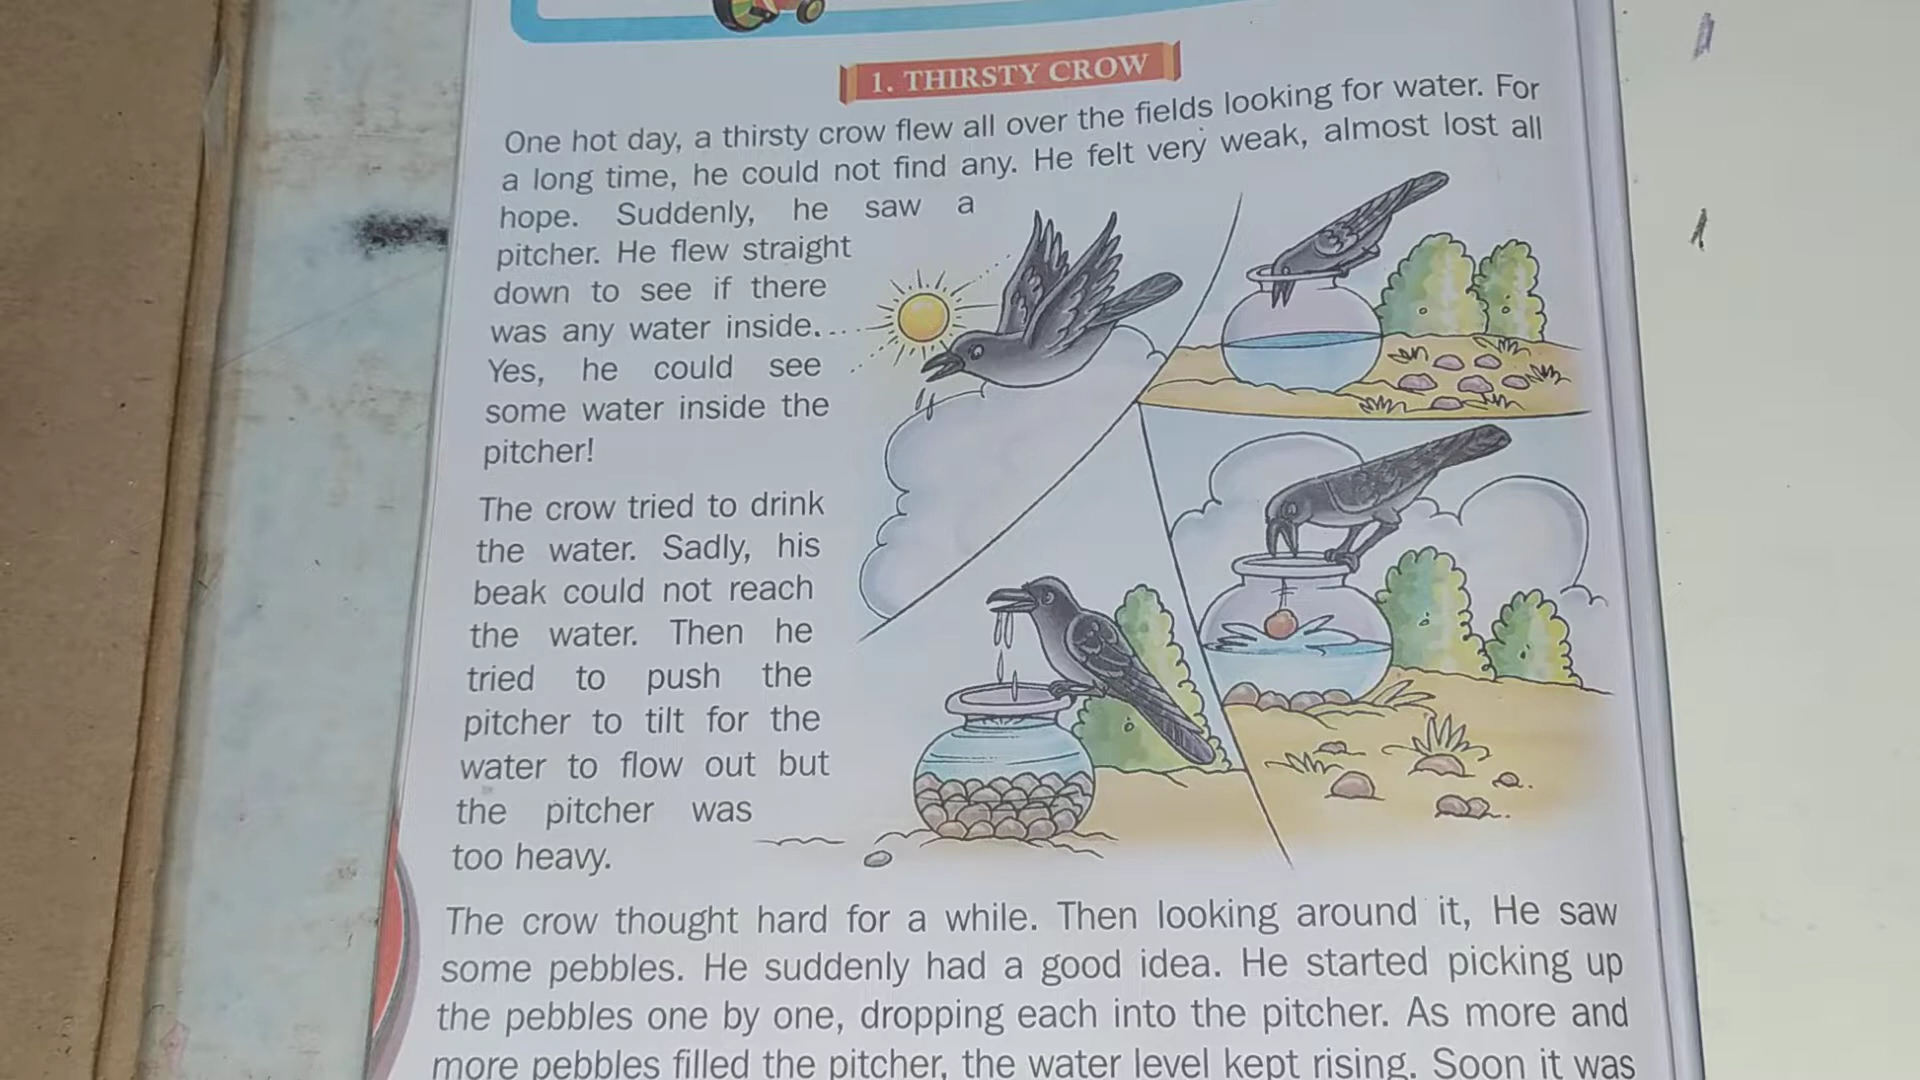 1. THIRSTY CROW
One hot day, a thirsty crow flew all over the fields looking for water. For
a long time, he could not find any. He felt very weak, almost lost all
hope. Suddenly, he saw a
pitcher. He flew straight
down to see if there
was any water inside.
Yes, he could see
some water inside the
pitcher!
The crow tried to drink
the water. Sadly, his
beak could not reach
the water. Then he
tried to push the
pitcher to tilt for the
water to flow out but
the pitcher was
too heavy.
The crow thought hard for a while. Then looking around it, He saw
some pebbles. He suddenly had a good idea. He started picking up
the pebbles one by one, dropping each into the pitcher. As more and
more pebbles filled the pitcher, the water level kept rising. Soon it was